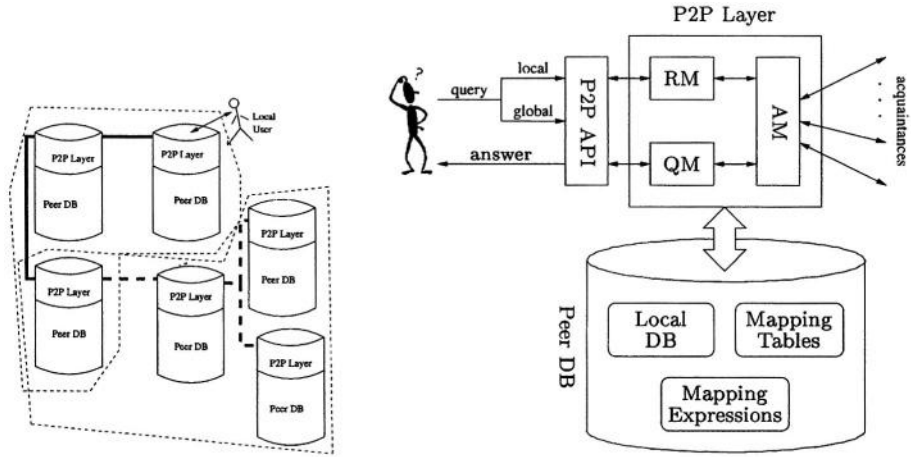 Local
User
P2P Layer
Peer DB
P2P Layer
Peer DB
P2P Layer
Peer DB
P2P Layer
Peer DB
P2P Layer
Peer DB
P2P Layer
Peer DB
P2P Layer
?
query
local
global
answer
P2P API
RM
QM
AM
acquaintances
Peer DB
Local
DB
Mapping
Tables
Mapping
Expressions